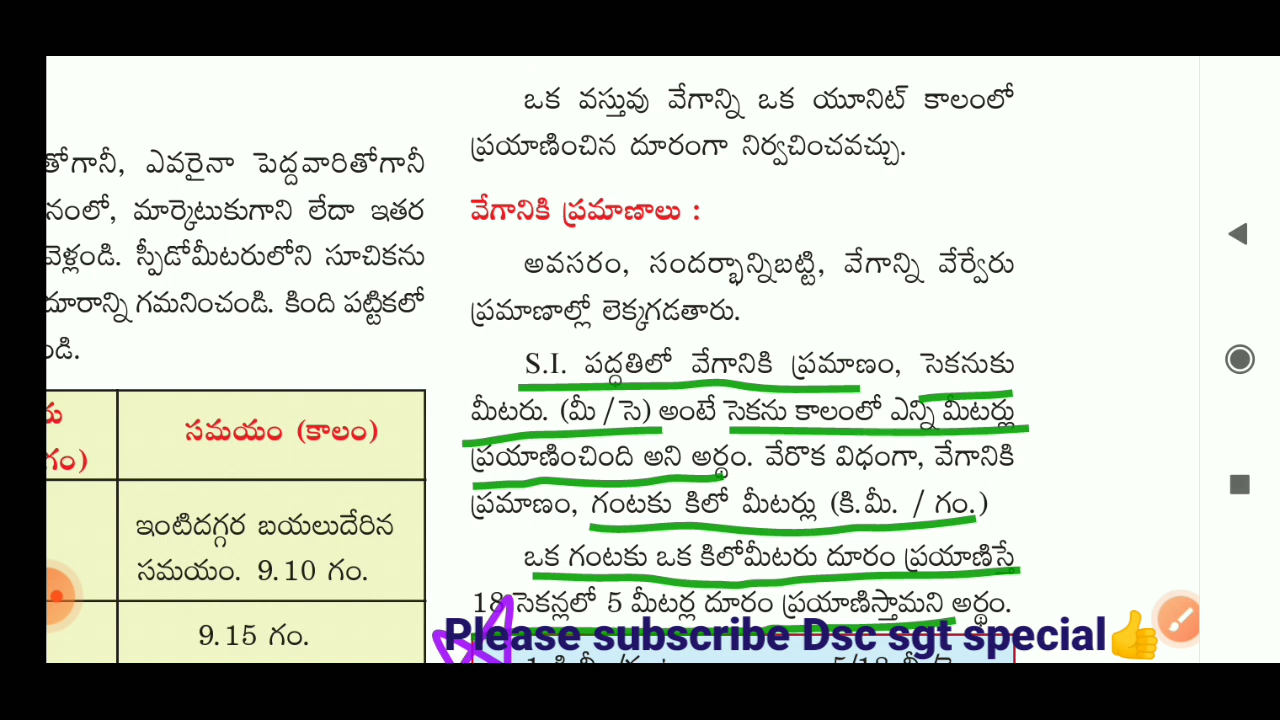 తోగానీ, ఎవరైనా పెద్దవారితోగానీ
నంలో, మార్కెటుకుగాని లేదా ఇతర
వెళ్లండి. స్పీడోమీటరులోని సూచికను
దూరాన్ని గమనించండి. కింది పట్టికలో
ండి.
గం)
సమయం (కాలం)
ఇంటిదగ్గర బయలుదేరిన
సమయం. 9.10 గం.
9.15 గం.
ఒక వస్తువు వేగాన్ని ఒక యూనిట్ కాలంలో
ప్రయాణించిన దూరంగా నిర్వచించవచ్చు.
వేగానికి ప్రమాణాలు :
అవసరం, సందర్భాన్నిబట్టి, వేగాన్ని వేర్వేరు
ప్రమాణాల్లో లెక్కగడతారు.
S.I. పద్ధతిలో వేగానికి ప్రమాణం, సెకనుకు
మీటరు. (మీ / సె) అంటే సెకను కాలంలో ఎన్ని మీటర్లు
ప్రయాణించింది అని అర్థం. వేరొక విధంగా, వేగానికి
ప్రమాణం, గంటకు కిలో మీటర్లు (కి.మీ. / గం.)
ఒక గంటకు ఒక కిలోమీటరు దూరం ప్రయాణిస్తే
18 సెకన్లలో 5 మీటర్ల దూరం ప్రయాణిస్తామని అర్థం.
Please subscribe Dsc sgt special👍